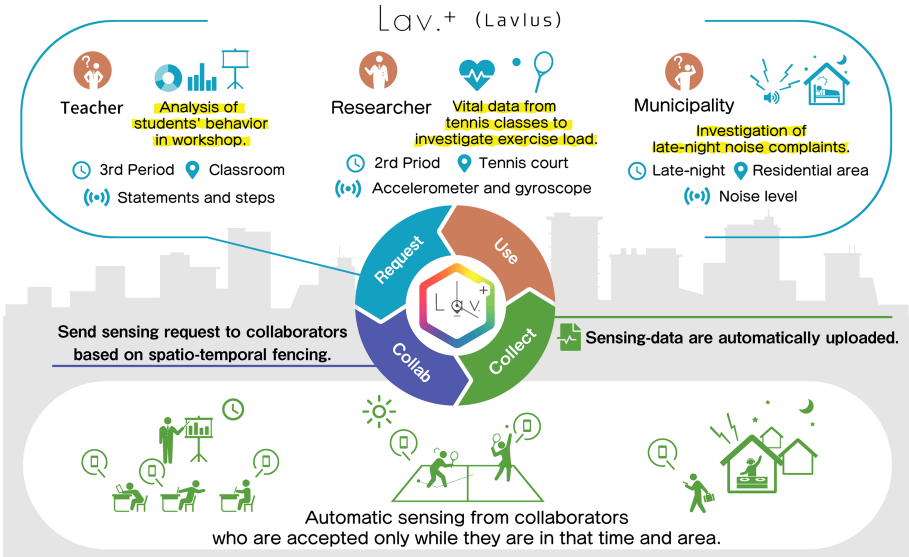 Lav.+ (Lavlus)
Teacher
Analysis of
students' behavior
in workshop.
3rd Period
Classroom
Statements and steps
Researcher
Vital data from
tennis classes to
investigate exercise load.
2rd Priod
Tennis court
Accelerometer and gyroscope
Municipality
Investigation of
late-night noise complaints.
Late-night
Residential area
Noise level
Request
Use
Lav.+
Collab
Collect
Send sensing request to collaborators
based on spatio-temporal fencing.
Sensing-data are automatically uploaded.
Automatic sensing from collaborators
who are accepted only while they are in that time and area.